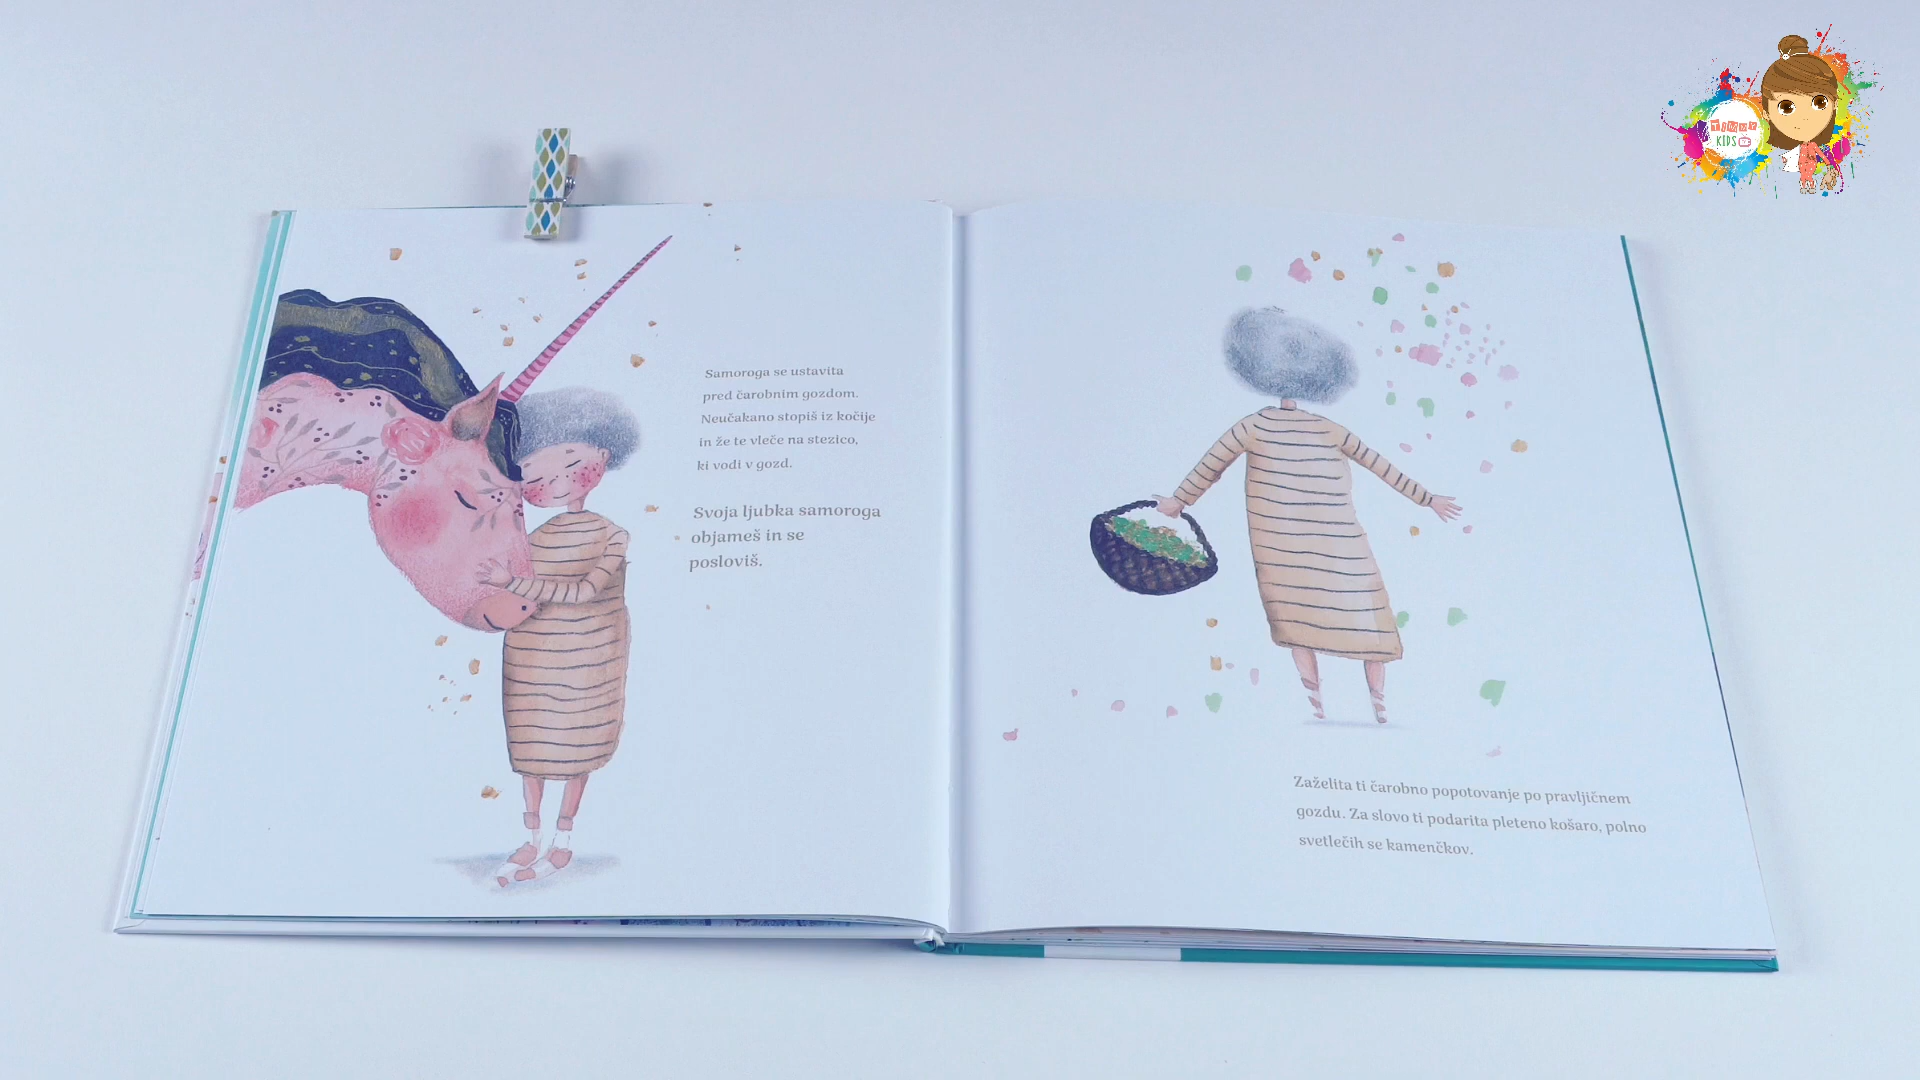 Samoroga se ustavita
pred čarobnim gozdom.
Neučakano stopiš iz kočije
in že te vleče na stezico,
ki vodi v gozd.
Svoja ljubka samoroga
objameš in se
posloviš.
Zaželita ti čarobno popotovanje po pravljičnem
gozdu. Za slovo ti podarita pleteno košaro, polno
svetlečih se kamenčkov.
KIDS